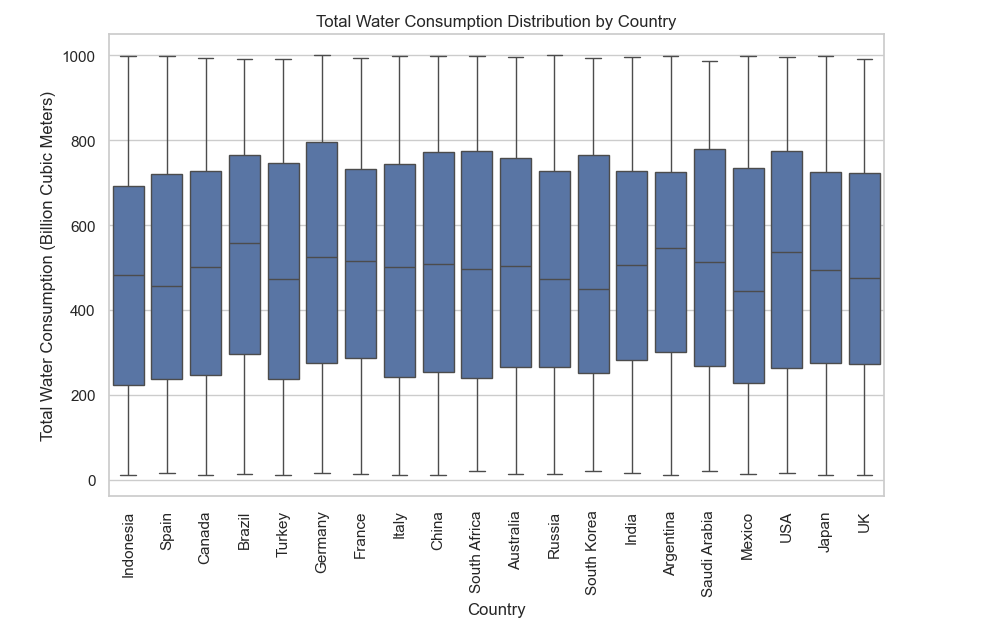 Total Water Consumption Distribution by Country
Total Water Consumption (Billion Cubic Meters)
1000
800
600
400
200
0
Indonesia
Spain
Canada
Brazil
Turkey
Germany
France
Italy
China
South Africa
Australia
Russia
South Korea
India
Argentina
Saudi Arabia
Mexico
USA
Japan
UK
Country